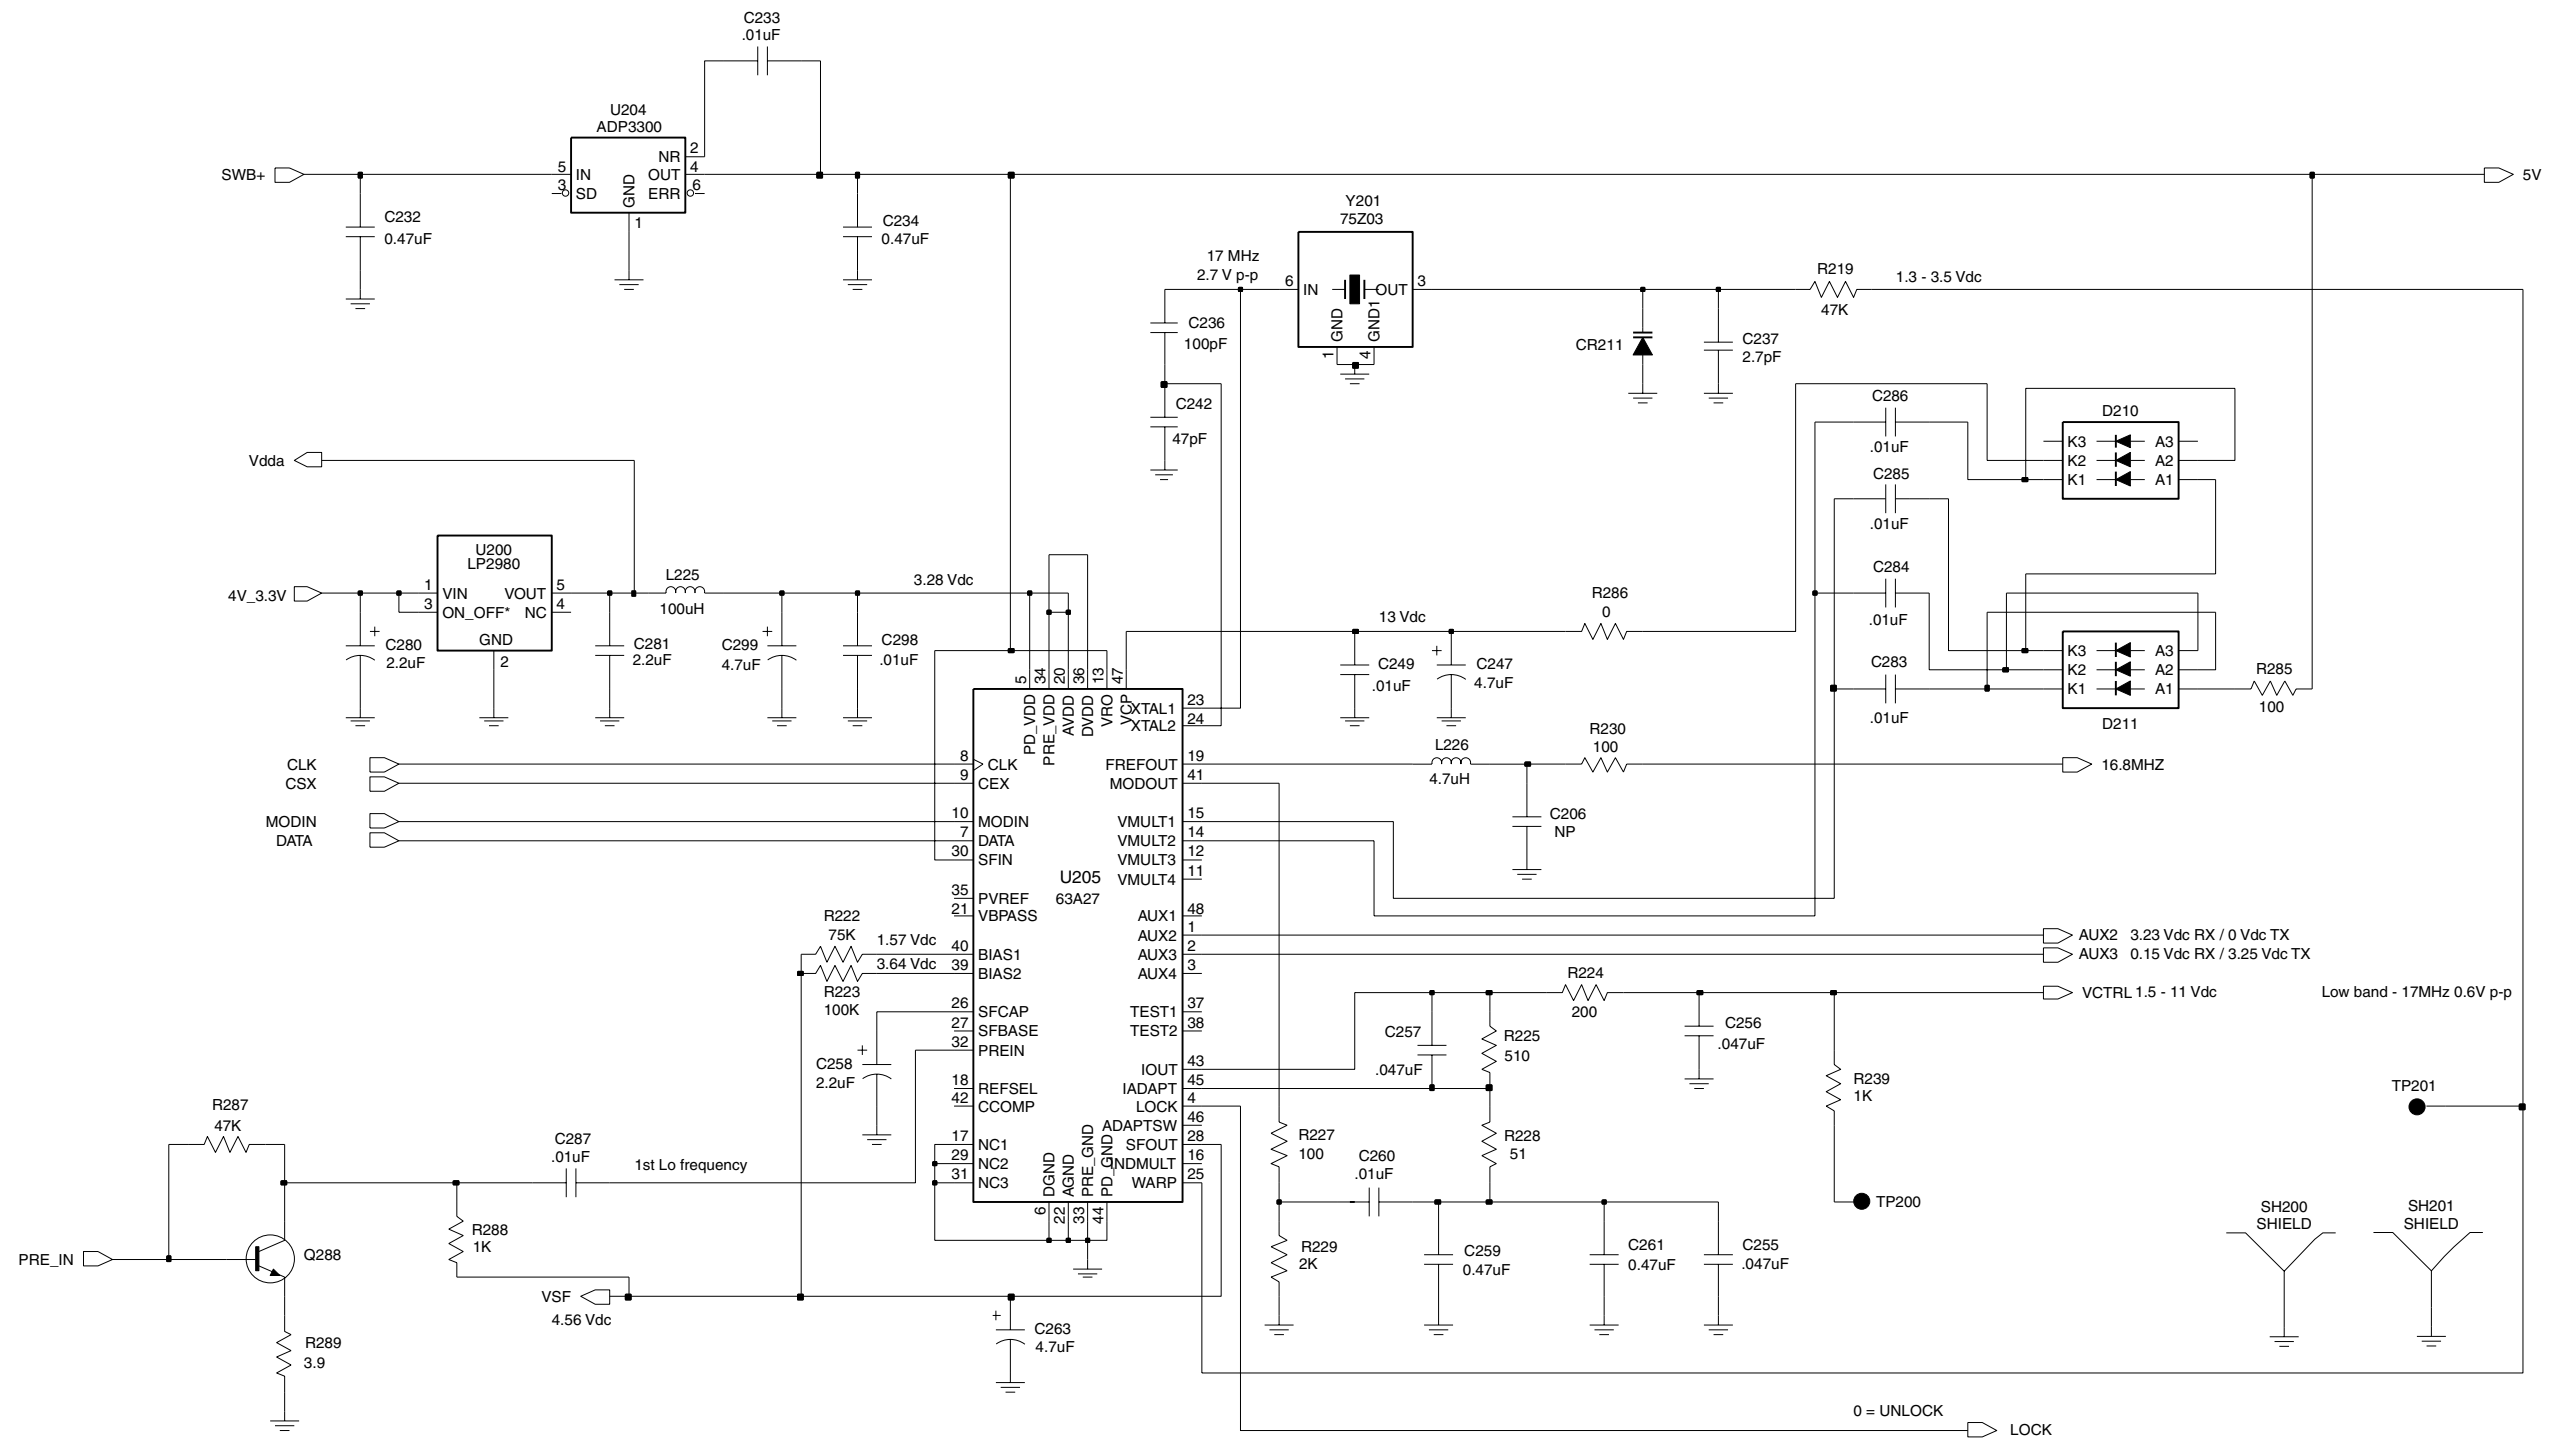 C233
.01uF
U204
ADP3300
NR
2
SWB+
5
IN
OUT
4
3
SD
GND
ERR
6
1
5V
C232
0.47uF
C234
0.47uF
Y201
75Z03
17 MHz
2.7 V p-p
6
IN
OUT
3
GND
GND1
1
4
R219
47K
1.3 - 3.5 Vdc
C236
100pF
CR211
C237
2.7pF
C242
47pF
C286
.01uF
D210
K3
A3
K2
A2
K1
A1
C285
.01uF
Vdda
U200
LP2980
4V_3.3V
1
VIN
VOUT
5
3
ON_OFF*
NC
4
GND
2
L225
100uH
3.28 Vdc
C284
.01uF
R286
0
13 Vdc
C280
2.2uF
+
C281
2.2uF
C299
4.7uF
+
C298
.01uF
C249
.01uF
C247
4.7uF
+
C283
.01uF
K3
A3
K2
A2
K1
A1
D211
R285
100
5
34
20
36
13
47
PD_VDD
PRE_VDD
AVDD
DVDD
VRO
VCP
XTAL1
23
XTAL2
24
CLK
8
CLK
CSX
9
CEX
MODIN
10
MODIN
DATA
7
DATA
30
SFIN
35
PVREF
21
VBPASS
U205
63A27
FREFOUT
19
MODOUT
41
VMULT1
15
VMULT2
14
VMULT3
12
VMULT4
11
L226
4.7uH
R230
100
16.8MHZ
C206
NP
R222
75K
1.57 Vdc
40
BIAS1
3.64 Vdc
39
BIAS2
R223
100K
AUX1
48
AUX2
1
AUX3
2
AUX4
3
AUX2 3.23 Vdc RX / 0 Vdc TX
AUX3 0.15 Vdc RX / 3.25 Vdc TX
26
SFCAP
27
SFBASE
32
PREIN
C258
2.2uF
+
TEST1
37
TEST2
38
R224
200
VCTRL 1.5 - 11 Vdc
Low band - 17MHz 0.6V p-p
C257
.047uF
R225
510
C256
.047uF
18
REFSEL
42
CCOMP
IOUT
43
IADAPT
45
LOCK
4
ADAPTSW
46
SFOUT
28
INDMULT
16
WARP
25
R239
1K
TP201
R287
47K
C287
.01uF
1st Lo frequency
17
NC1
29
NC2
31
NC3
DGND
AGND
PRE_GND
PD_GND
6
22
33
44
R227
100
C260
.01uF
R228
51
TP200
R288
1K
PRE_IN
Q288
R229
2K
C259
0.47uF
C261
0.47uF
C255
.047uF
SH200
SHIELD
SH201
SHIELD
VSF
4.56 Vdc
R289
3.9
C263
4.7uF
+
0 = UNLOCK
LOCK